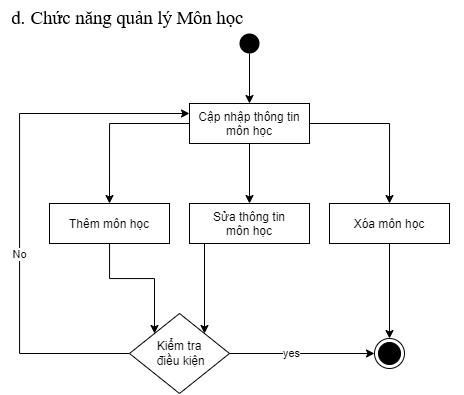 d. Chức năng quản lý Môn học
Cập nhập thông tin
môn học
Thêm môn học
Sửa thông tin
môn học
Xóa môn học
No
Kiểm tra
điều kiện
yes